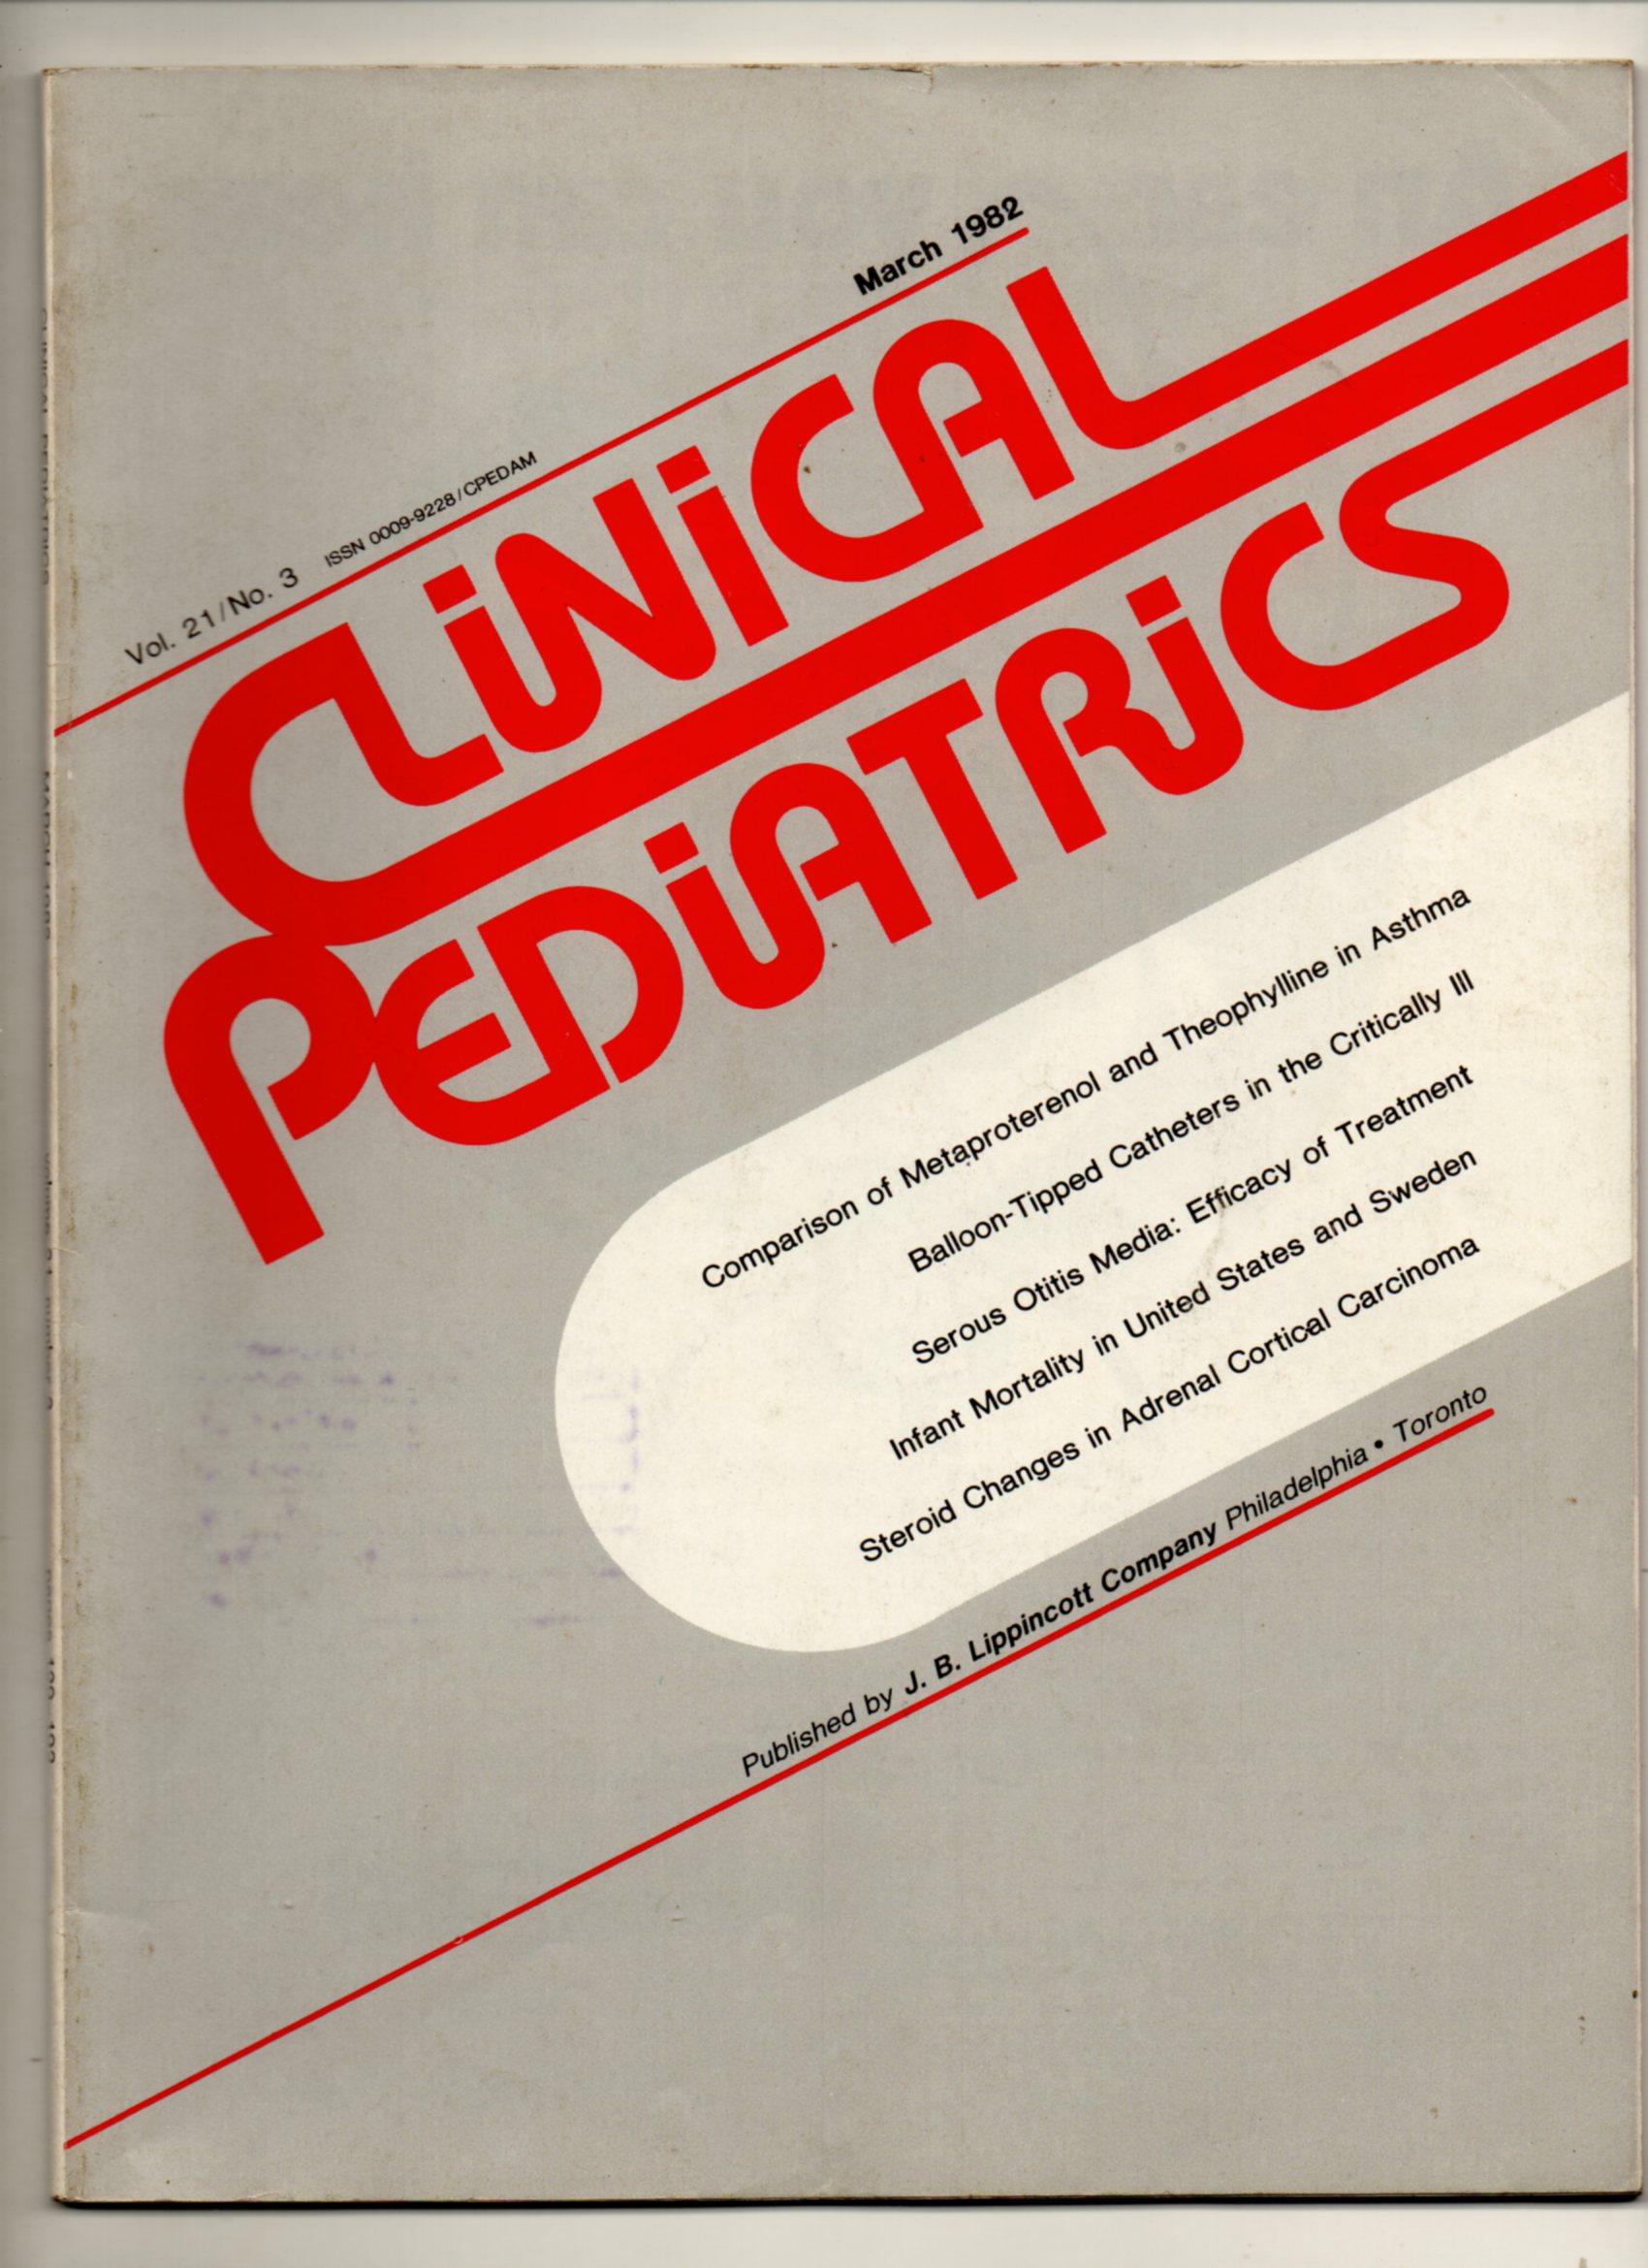 March 1982
Vol. 21/No. 3 ISSN 0009-9228/CPEDAM
CLiNiCAL
PEDiATRiCS
Comparison of Metaproterenol and Theophylline in Asthma
Balloon-Tipped Catheters in the Critically Ill
Serous Otitis Media: Efficacy of Treatment
Infant Mortality in United States and Sweden
Steroid Changes in Adrenal Cortical Carcinoma
Published by J. B. Lippincott Company Philadelphia • Toronto